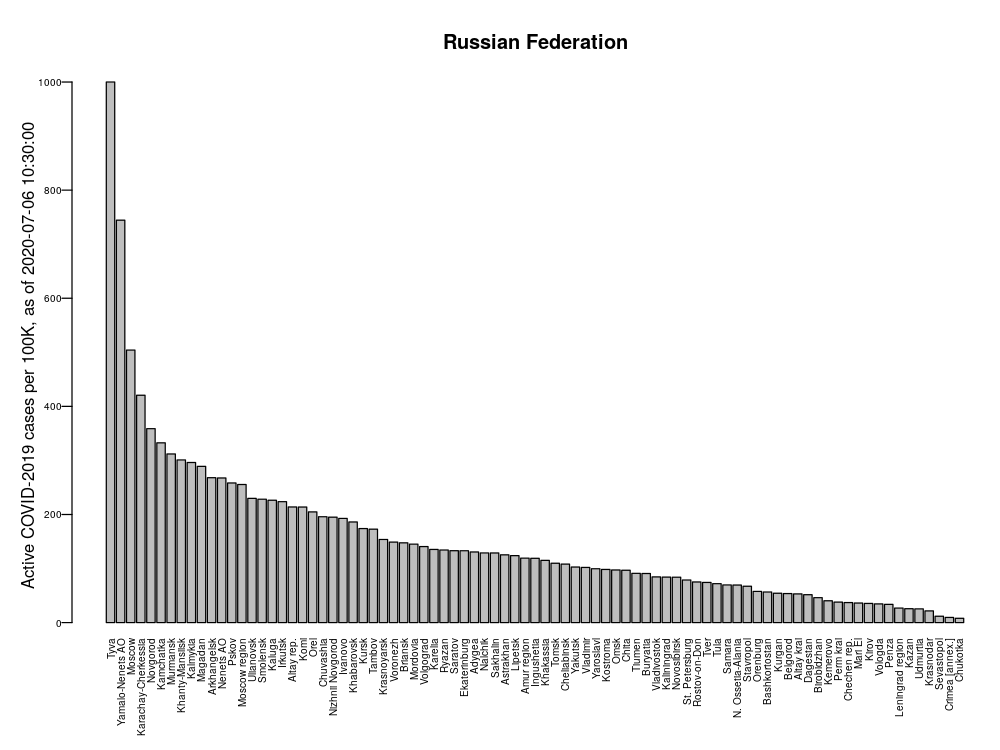 Russian Federation
Active COVID-2019 cases per 100K, as of 2020-07-06 10:30:00
1000
800
600
400
200
0
Tyva
Yamalo-Nenets AO
Moscow
Karachay-Cherkessia
Novgorod
Kamchatka
Murmansk
Khanty-Mansiisk
Kalmykia
Magadan
Arkhangelsk
Nenets AO
Pskov
Moscow region
Ulianovsk
Smolensk
Kaluga
Irkutsk
Altay rep.
Komi
Orel
Chuvashia
Nizhnii Novgorod
Ivanovo
Khabarovsk
Kursk
Tambov
Krasnoyarsk
Voronezh
Briansk
Mordovia
Volgograd
Karelia
Ryazan
Saratov
Ekaterinburg
Adygea
Nalchik
Sakhalin
Astrakhan
Lipetsk
Amur region
Ingushetia
Khakassia
Tomsk
Cheliabinsk
Yakutsk
Vladimir
Yaroslavl
Kostroma
Omsk
Chita
Tiumen
Buryatia
Vladivostok
Kaliningrad
Novosibirsk
St. Petersburg
Rostov-on-Don
Tver
Tula
Samara
N. Ossetia-Alania
Stavropol
Orenburg
Bashkortostan
Kurgan
Belgorod
Altay krai
Dagestan
Birobidzhan
Kemerovo
Perm krai
Chechen rep.
Mari El
Kirov
Vologda
Penza
Leningrad region
Kazan
Udmurtia
Krasnodar
Sevastopol
Crimea [annex.]
Chukotka